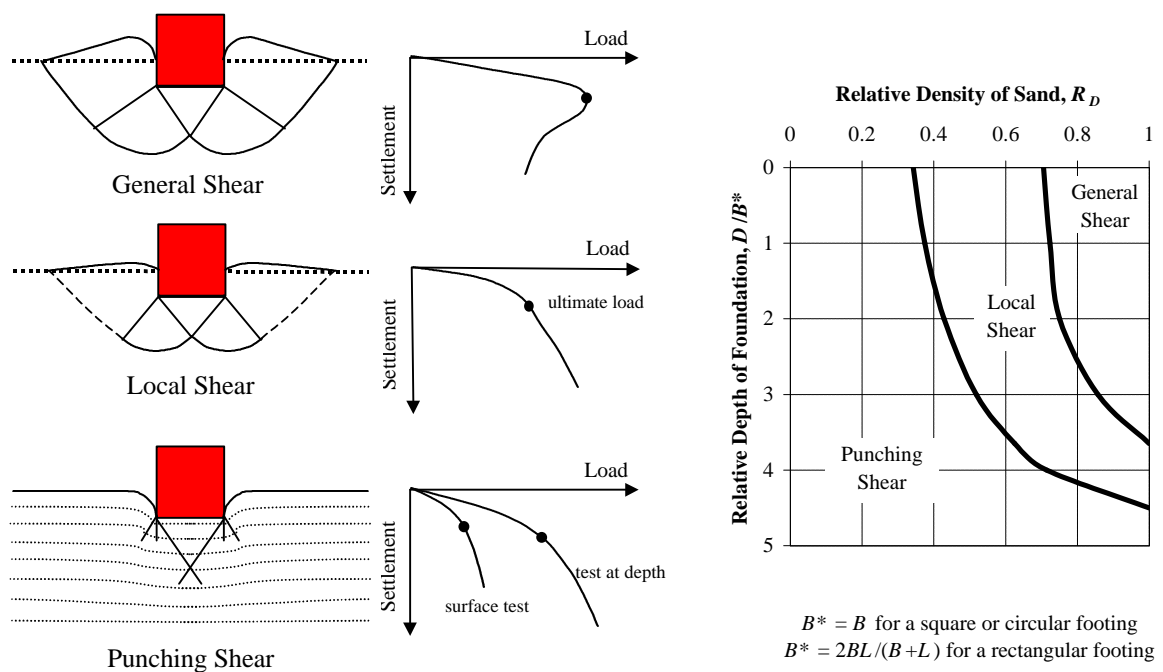 Load
Settlement
General Shear
Load
ultimate load
Settlement
Local Shear
Load
Settlement
test at depth
surface test
Punching Shear
Relative Density of Sand, R_D
0 0.2 0.4 0.6 0.8 1
Relative Depth of Foundation, D/B*
0
1
2
3
4
5
General
Shear
Local
Shear
Punching
Shear
B* = B for a square or circular footing
B* = 2BL/(B+L) for a rectangular footing